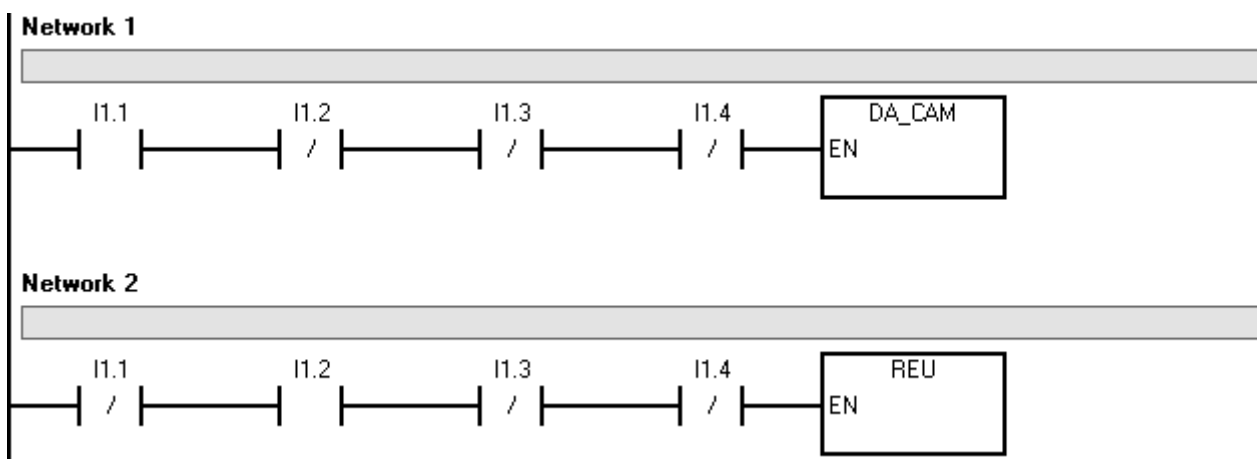 Network 1
I1.1 I1.2 I1.3 I1.4 DA_CAM
/ / / EN
Network 2
I1.1 I1.2 I1.3 I1.4 REU
/ / / EN